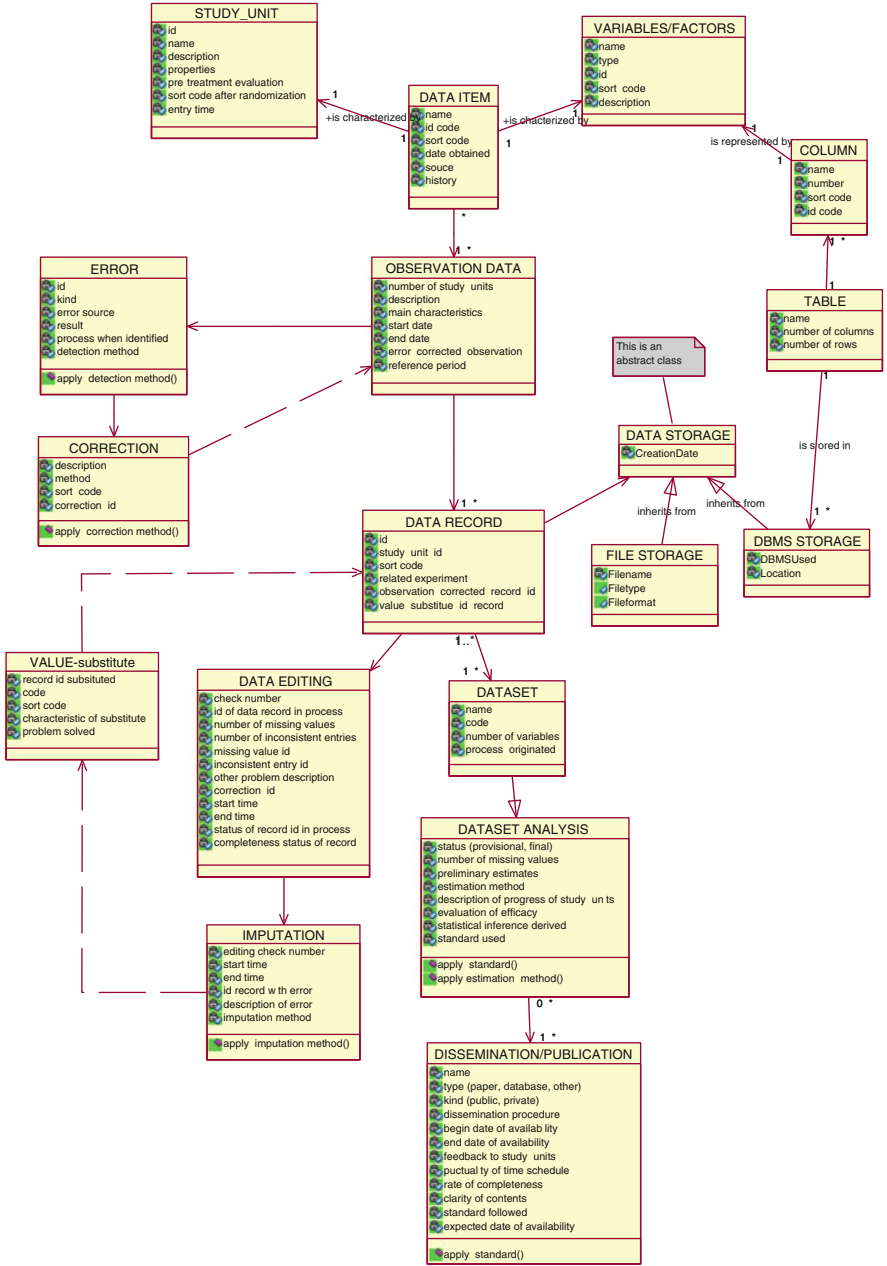 STUDY_UNIT
id
name
description
properties
pre treatment evaluation
sort code after randomization
entry time
VARIABLES/FACTORS
name
type
id
sort code
description
DATA ITEM
name
id code
sort code
date obtained
souce
history
1
+is characterized by
1
+is chacterized by
1
1
1
is represented by
1
COLUMN
name
number
sort code
id code
*
1 *
1 *
1
ERROR
id
kind
error source
result
process when identified
detection method
apply detection method()
OBSERVATION DATA
number of study units
description
main characteristics
start date
end date
error corrected observation
reference period
TABLE
name
number of columns
number of rows
1
This is an
abstract class
CORRECTION
description
method
sort code
correction id
apply correction method()
DATA STORAGE
CreationDate
is s ored in
inherits from
inherits from
1 *
1 *
DATA RECORD
id
study unit id
sort code
related experiment
observation corrected record id
value substitue id record
FILE STORAGE
Filename
Filetype
Fileformat
DBMS STORAGE
DBMSUsed
Location
1..*
1 *
VALUE-substitute
record id subsituted
code
sort code
characteristic of substitute
problem solved
DATA EDITING
check number
id of data record in process
number of missing values
number of inconsistent entries
missing value id
inconsistent entry id
other problem description
correction id
start time
end time
status of record id in process
completeness status of record
DATASET
name
code
number of variables
process originated
DATASET ANALYSIS
status (provisional, final)
number of missing values
preliminary estimates
estimation method
description of progress of study un ts
evaluation of efficacy
statistical inference derived
standard used
apply standard()
apply estimation method()
IMPUTATION
editing check number
start time
end time
id record w th error
description of error
imputation method
apply imputation method()
0 *
1 *
DISSEMINATION/PUBLICATION
name
type (paper, database, other)
kind (public, private)
dissemination procedure
begin date of availab lity
end date of availability
feedback to study units
puctual ty of time schedule
rate of completeness
clarity of contents
standard followed
expected date of availability
apply standard()